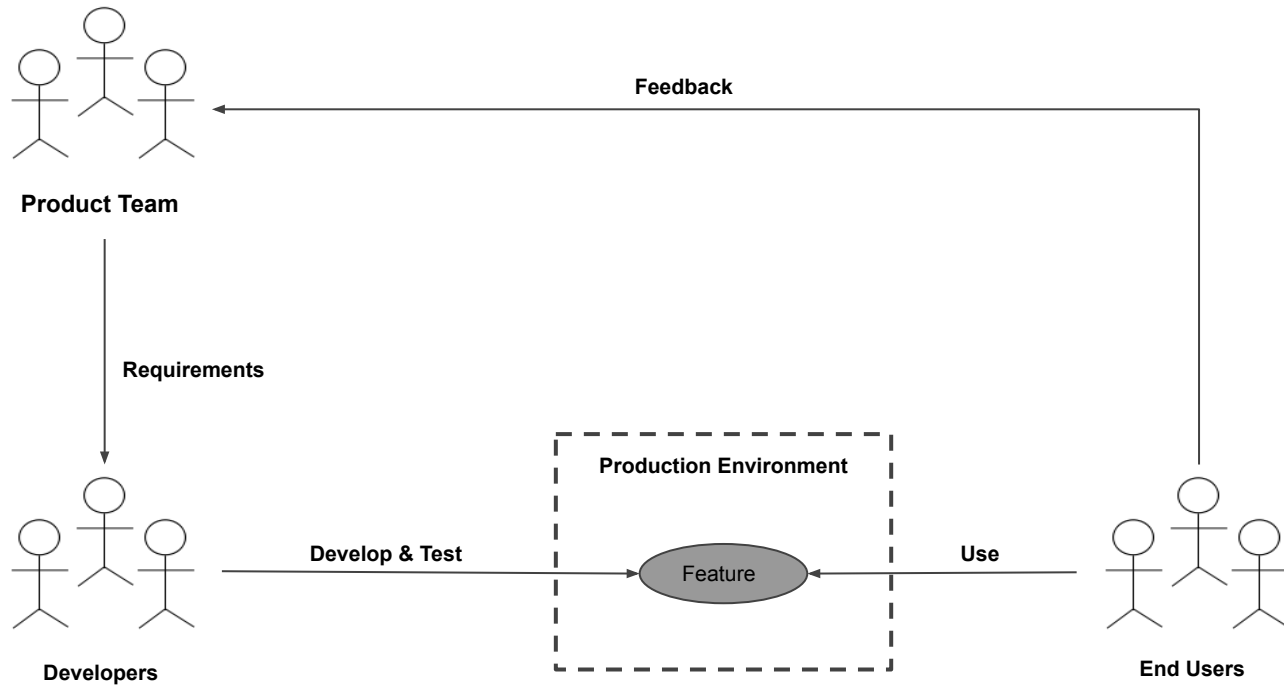 Feedback
Product Team
Requirements
Production Environment
Develop & Test
Feature
Use
Developers
End Users